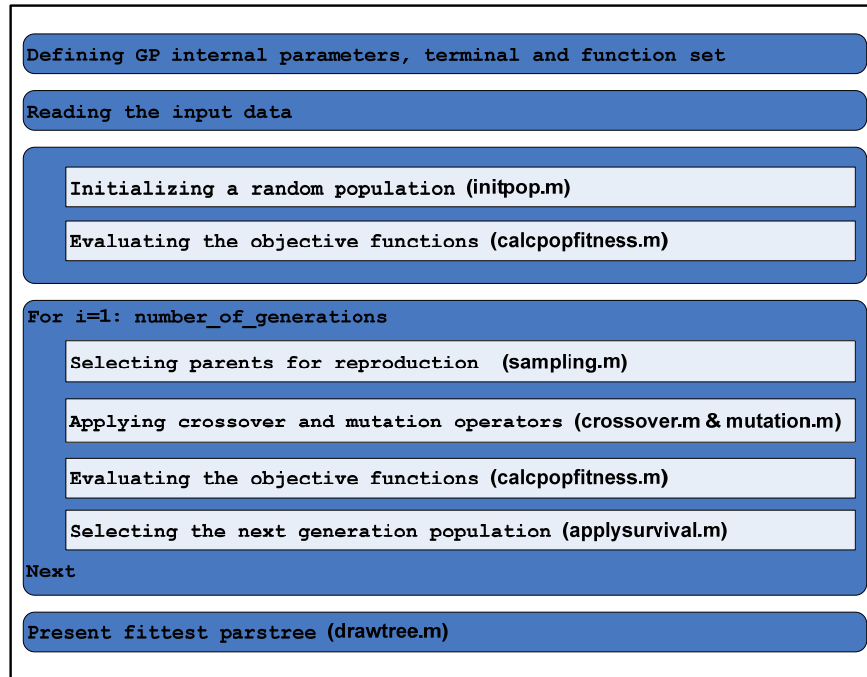 Defining GP internal parameters, terminal and function set
Reading the input data
Initializing a random population (initpop.m)
Evaluating the objective functions (calcpopfitness.m)
For i=1: number_of_generations
Selecting parents for reproduction (sampling.m)
Applying crossover and mutation operators (crossover.m & mutation.m)
Evaluating the objective functions (calcpopfitness.m)
Selecting the next generation population (applysurvival.m)
Next
Present fittest parstree (drawtree.m)